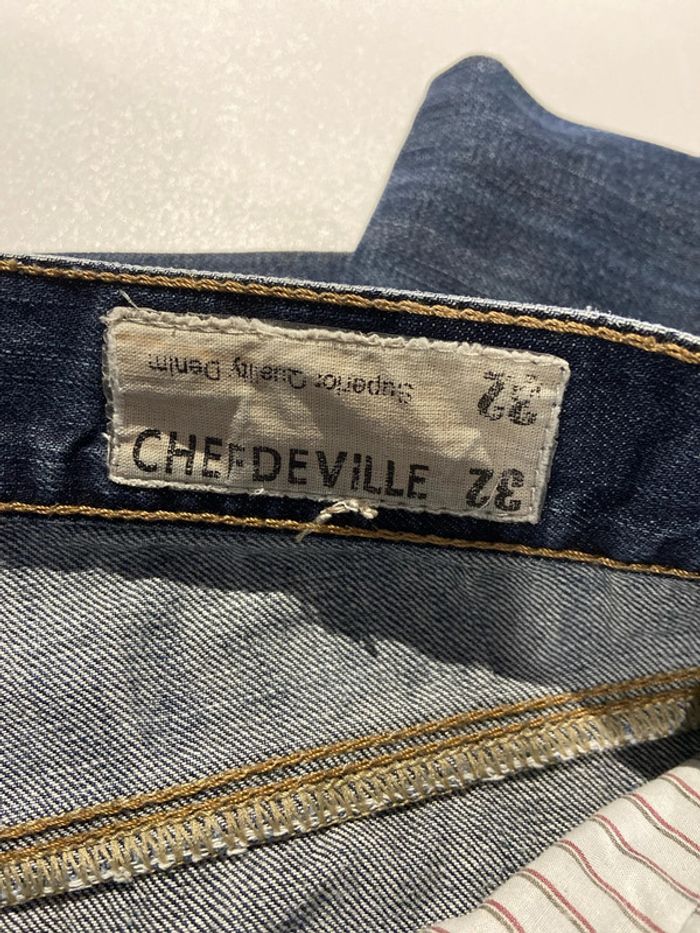 CHEFDEVILLE
Superior Quality Denim
32
32